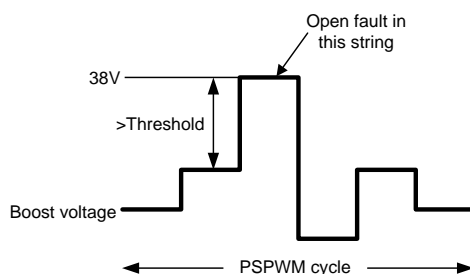 Open fault in
this string
38V
>Threshold
Boost voltage
PSPWM cycle